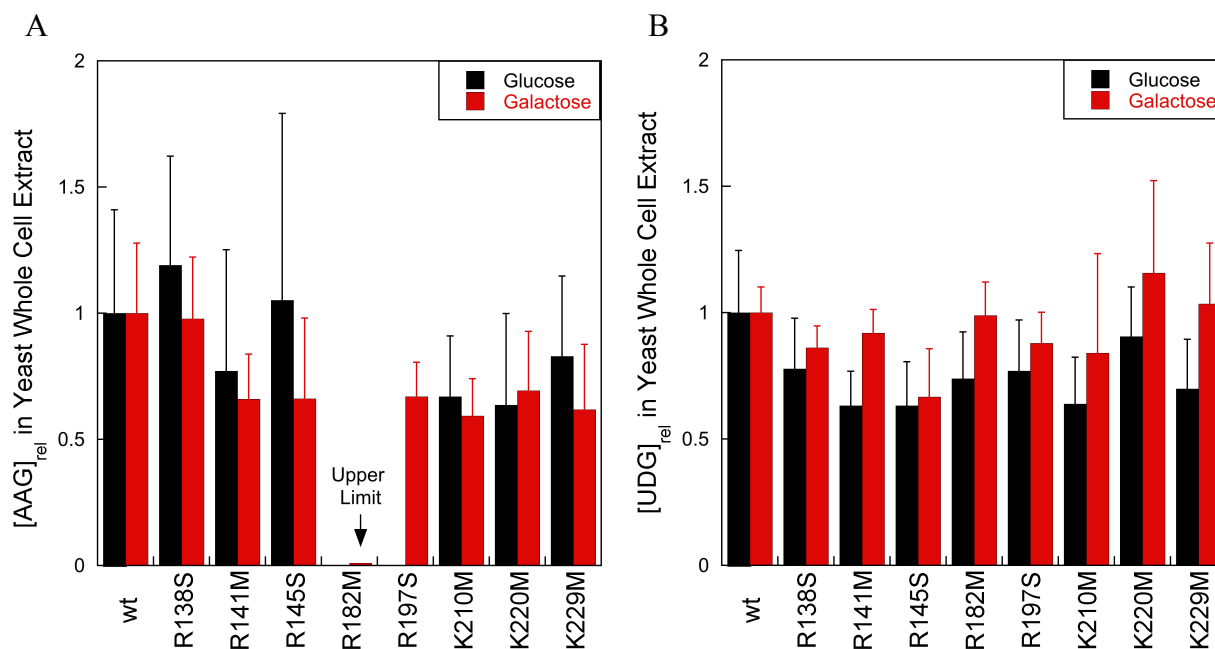 A
[AAG]rel in Yeast Whole Cell Extract
2
1.5
1
0.5
0
Glucose
Galactose
Upper
Limit
wt
R138S
R141M
R145S
R182M
R197S
K210M
K220M
K229M
B
[UDG]rel in Yeast Whole Cell Extract
2
1.5
1
0.5
0
Glucose
Galactose
wt
R138S
R141M
R145S
R182M
R197S
K210M
K220M
K229M